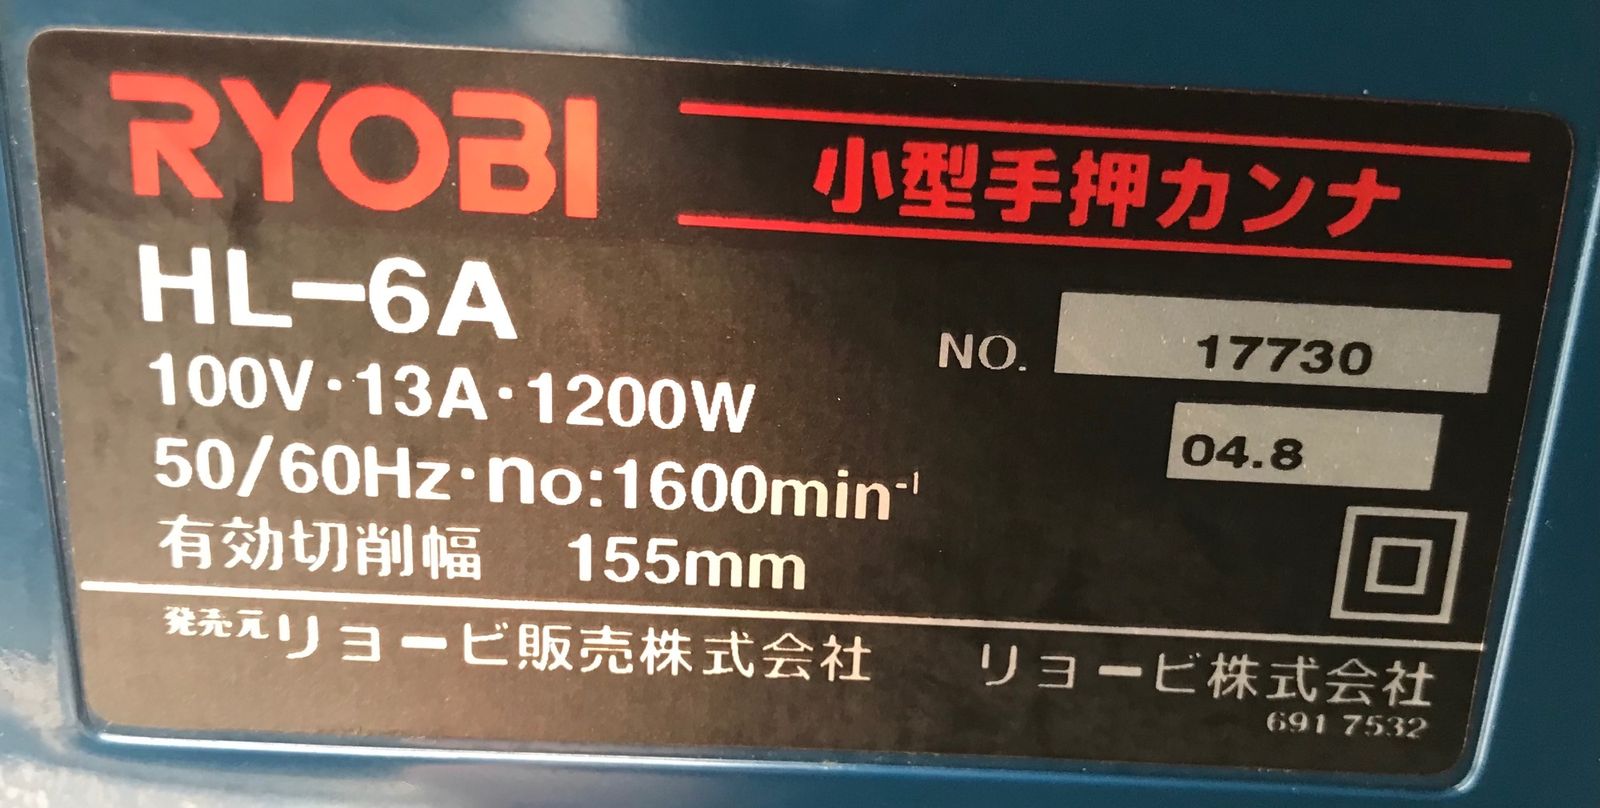 RYOBI
小型手押カンナ
HL-6A
NO. 17730
100V・13A・1200W
04.8
50/60Hz・no:1600min-1
有効切削幅 155mm
発売元リョービ販売株式会社
リョービ株式会社
691 7532